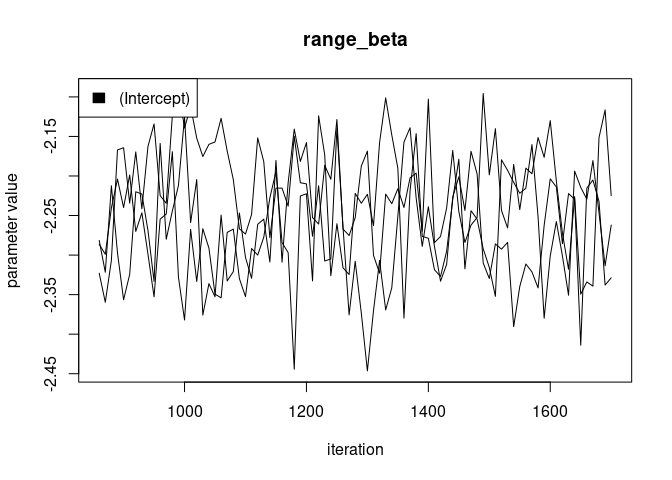 range_beta
(Intercept)
parameter value
-2.15
-2.25
-2.35
-2.45
1000
1200
1400
1600
iteration